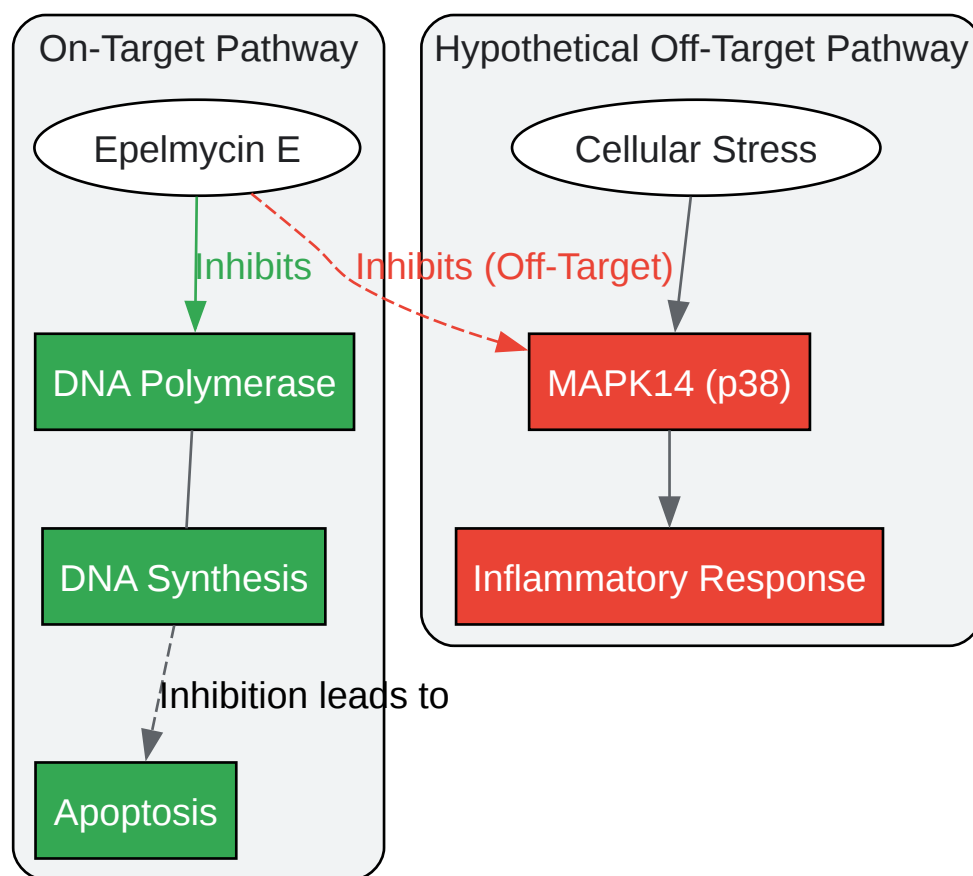 On-Target Pathway
Hypothetical Off-Target Pathway
Epelmycin E
Cellular Stress
Inhibits
Inhibits (Off-Target)
DNA Polymerase
MAPK14 (p38)
DNA Synthesis
Inflammatory Response
Inhibition leads to
Apoptosis